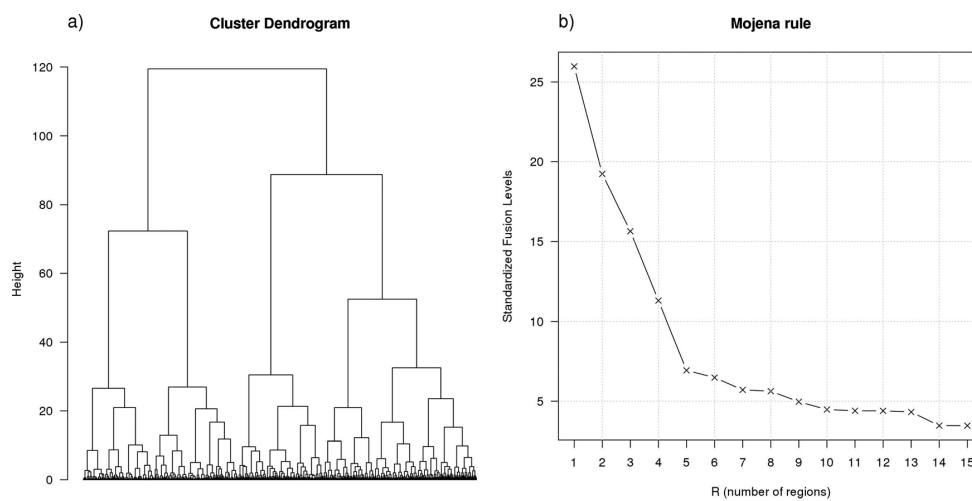 a)
Cluster Dendrogram
Height
120
100
80
60
40
20
0
b)
Mojena rule
Standardized Fusion Levels
25
20
15
10
5
1 2 3 4 5 6 7 8 9 10 11 12 13 14 15
R (number of regions)